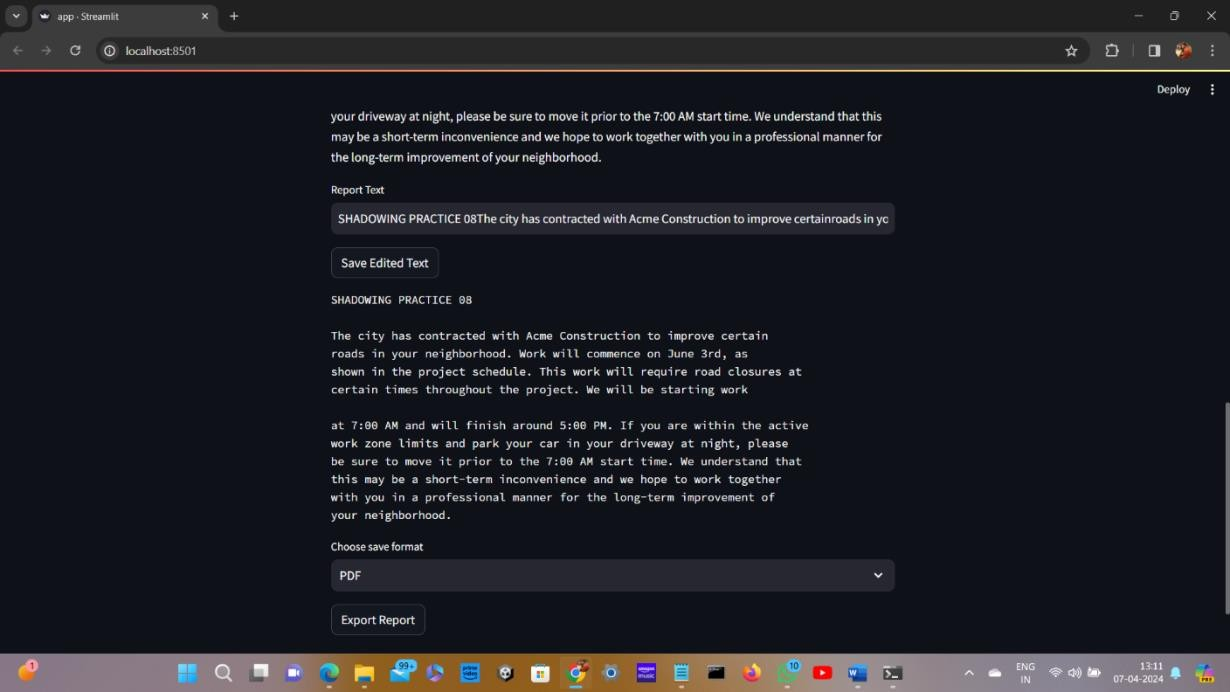 app · Streamlit
localhost:8501
Deploy
your driveway at night, please be sure to move it prior to the 7:00 AM start time. We understand that this
may be a short-term inconvenience and we hope to work together with you in a professional manner for
the long-term improvement of your neighborhood.
Report Text
SHADOWING PRACTICE 08The city has contracted with Acme Construction to improve certainroads in yo
Save Edited Text
SHADOWING PRACTICE 08
The city has contracted with Acme Construction to improve certain
roads in your neighborhood. Work will commence on June 3rd, as
shown in the project schedule. This work will require road closures at
certain times throughout the project. We will be starting work
at 7:00 AM and will finish around 5:00 PM. If you are within the active
work zone limits and park your car in your driveway at night, please
be sure to move it prior to the 7:00 AM start time. We understand that
this may be a short-term inconvenience and we hope to work together
with you in a professional manner for the long-term improvement of
your neighborhood.
Choose save format
PDF
Export Report
1
99+
prime video
amazon music
10
ENG
IN
13:11
07-04-2024
PRE